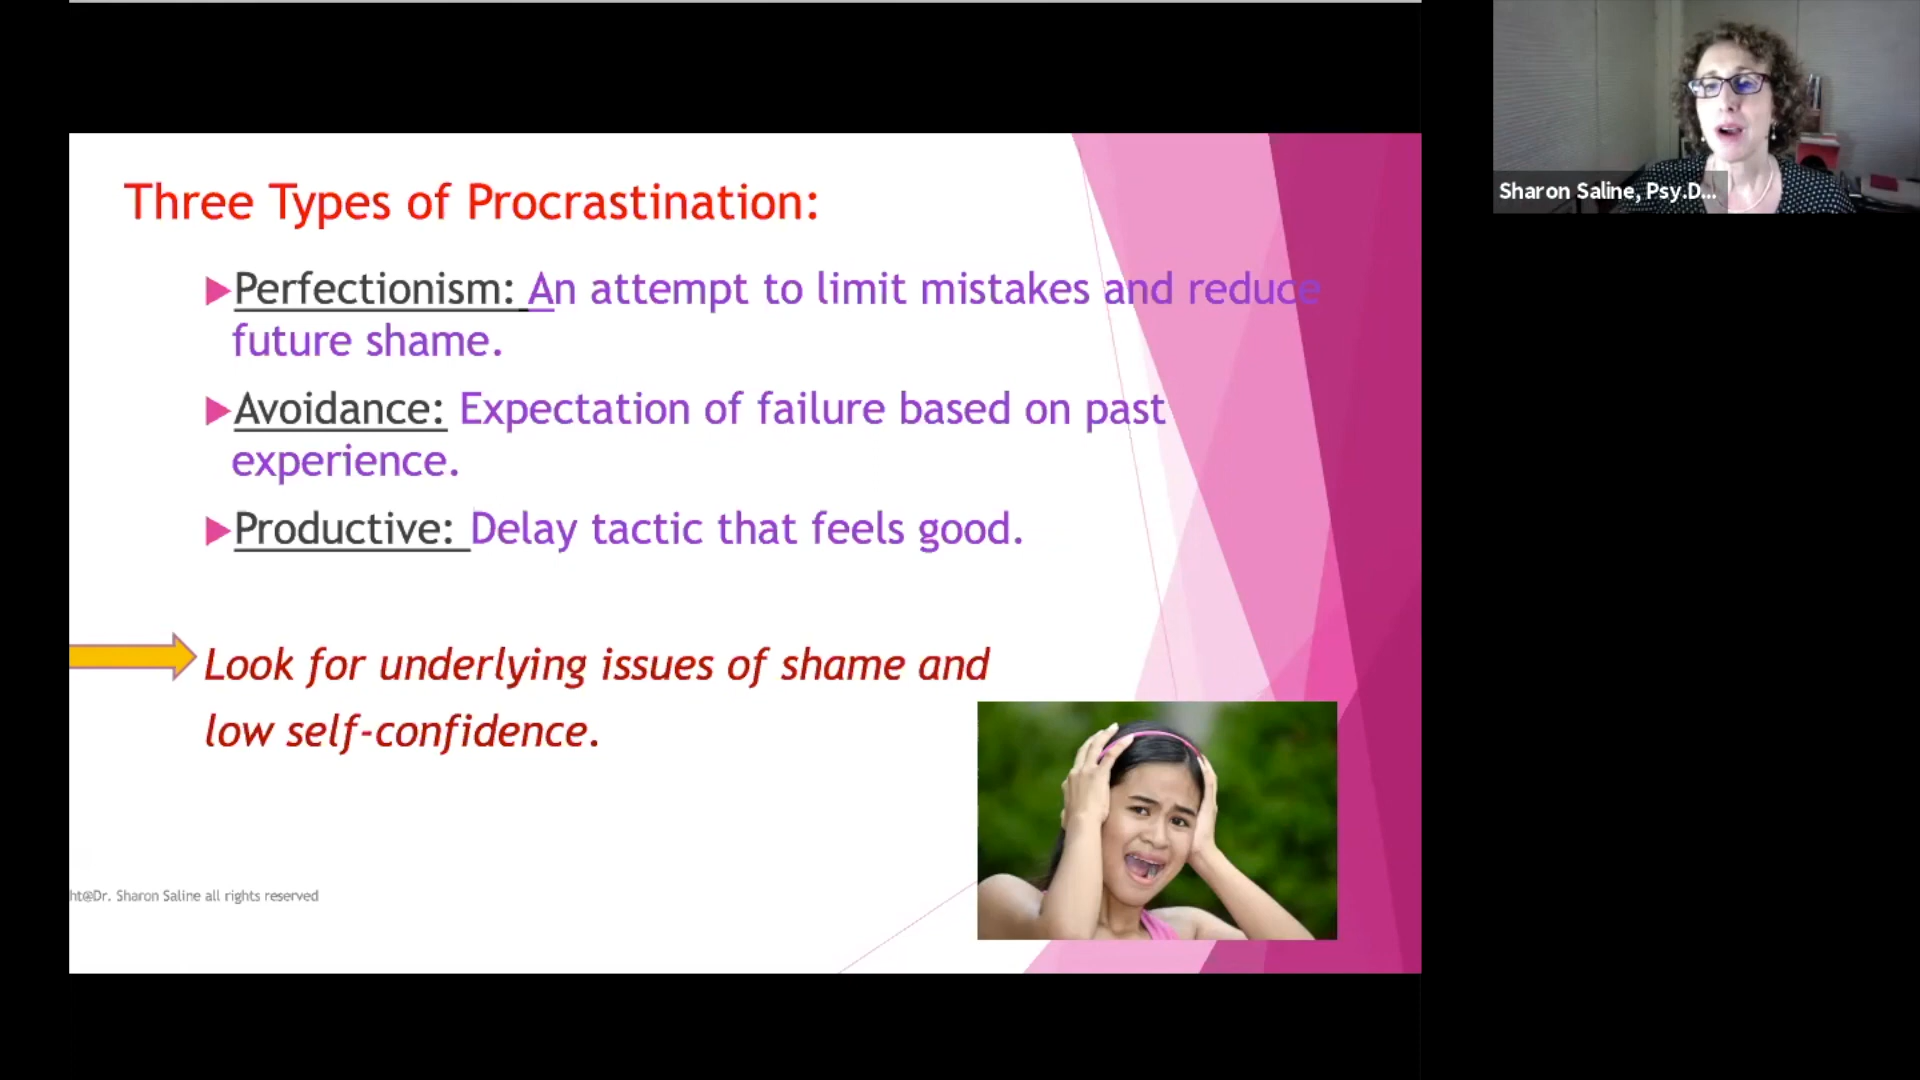 Three Types of Procrastination:
Perfectionism: An attempt to limit mistakes and reduce
future shame.
Avoidance: Expectation of failure based on past
experience.
Productive: Delay tactic that feels good.
Look for underlying issues of shame and
low self-confidence.
ht@Dr. Sharon Saline all rights reserved
Sharon Saline, Psy.D...